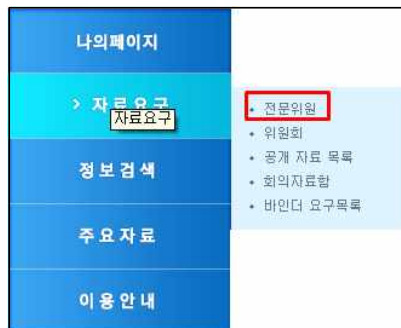 나의페이지
> 자료요구
자료요구
정보검색
주요자료
이용안내
• 전문위원
• 위원회
• 공개 자료 목록
• 회의자료함
• 바인더 요구목록